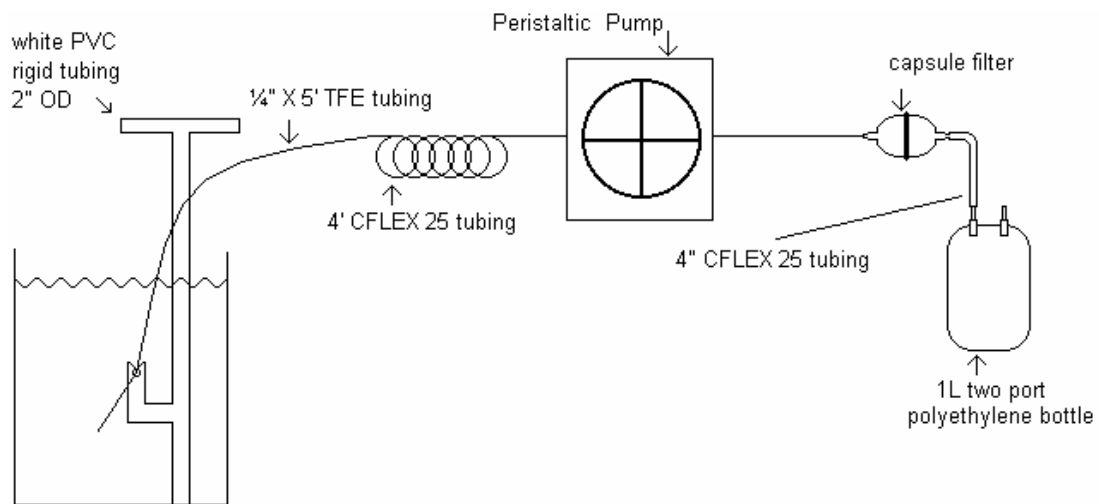 white PVC
rigid tubing
2" OD
¼" X 5' TFE tubing
4' CFLEX 25 tubing
Peristaltic Pump
capsule filter
4" CFLEX 25 tubing
1L two port
polyethylene bottle